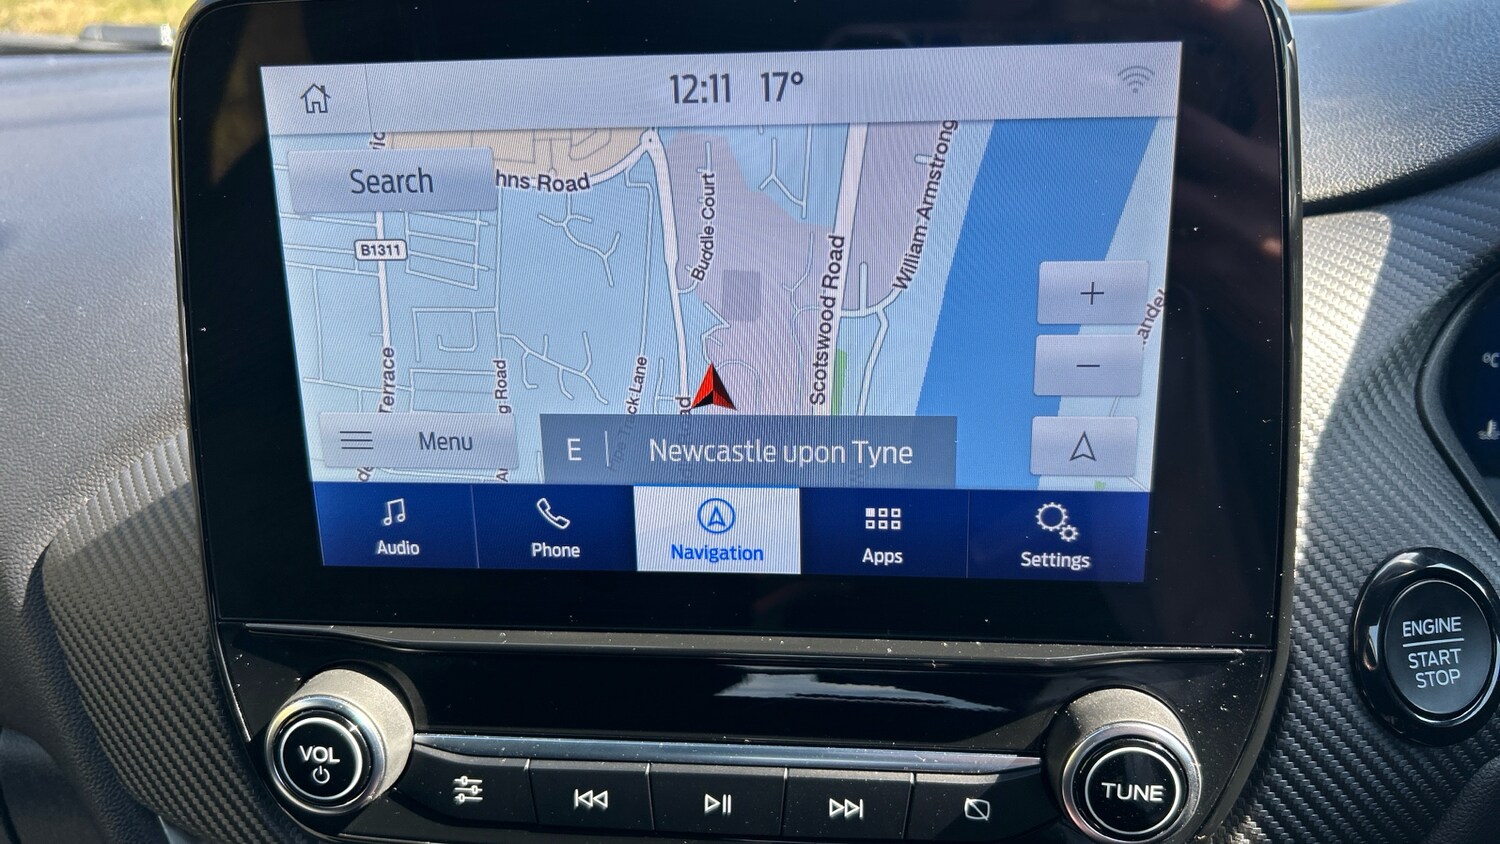 12:11 17°
Search
hns Road
Buddle Court
William Armstrong
B1311
Scotswood Road
Terrace
g Road
ck Lane
Menu
E | Newcastle upon Tyne
Audio
Phone
Navigation
Apps
Settings
ENGINE
START
STOP
VOL
TUNE